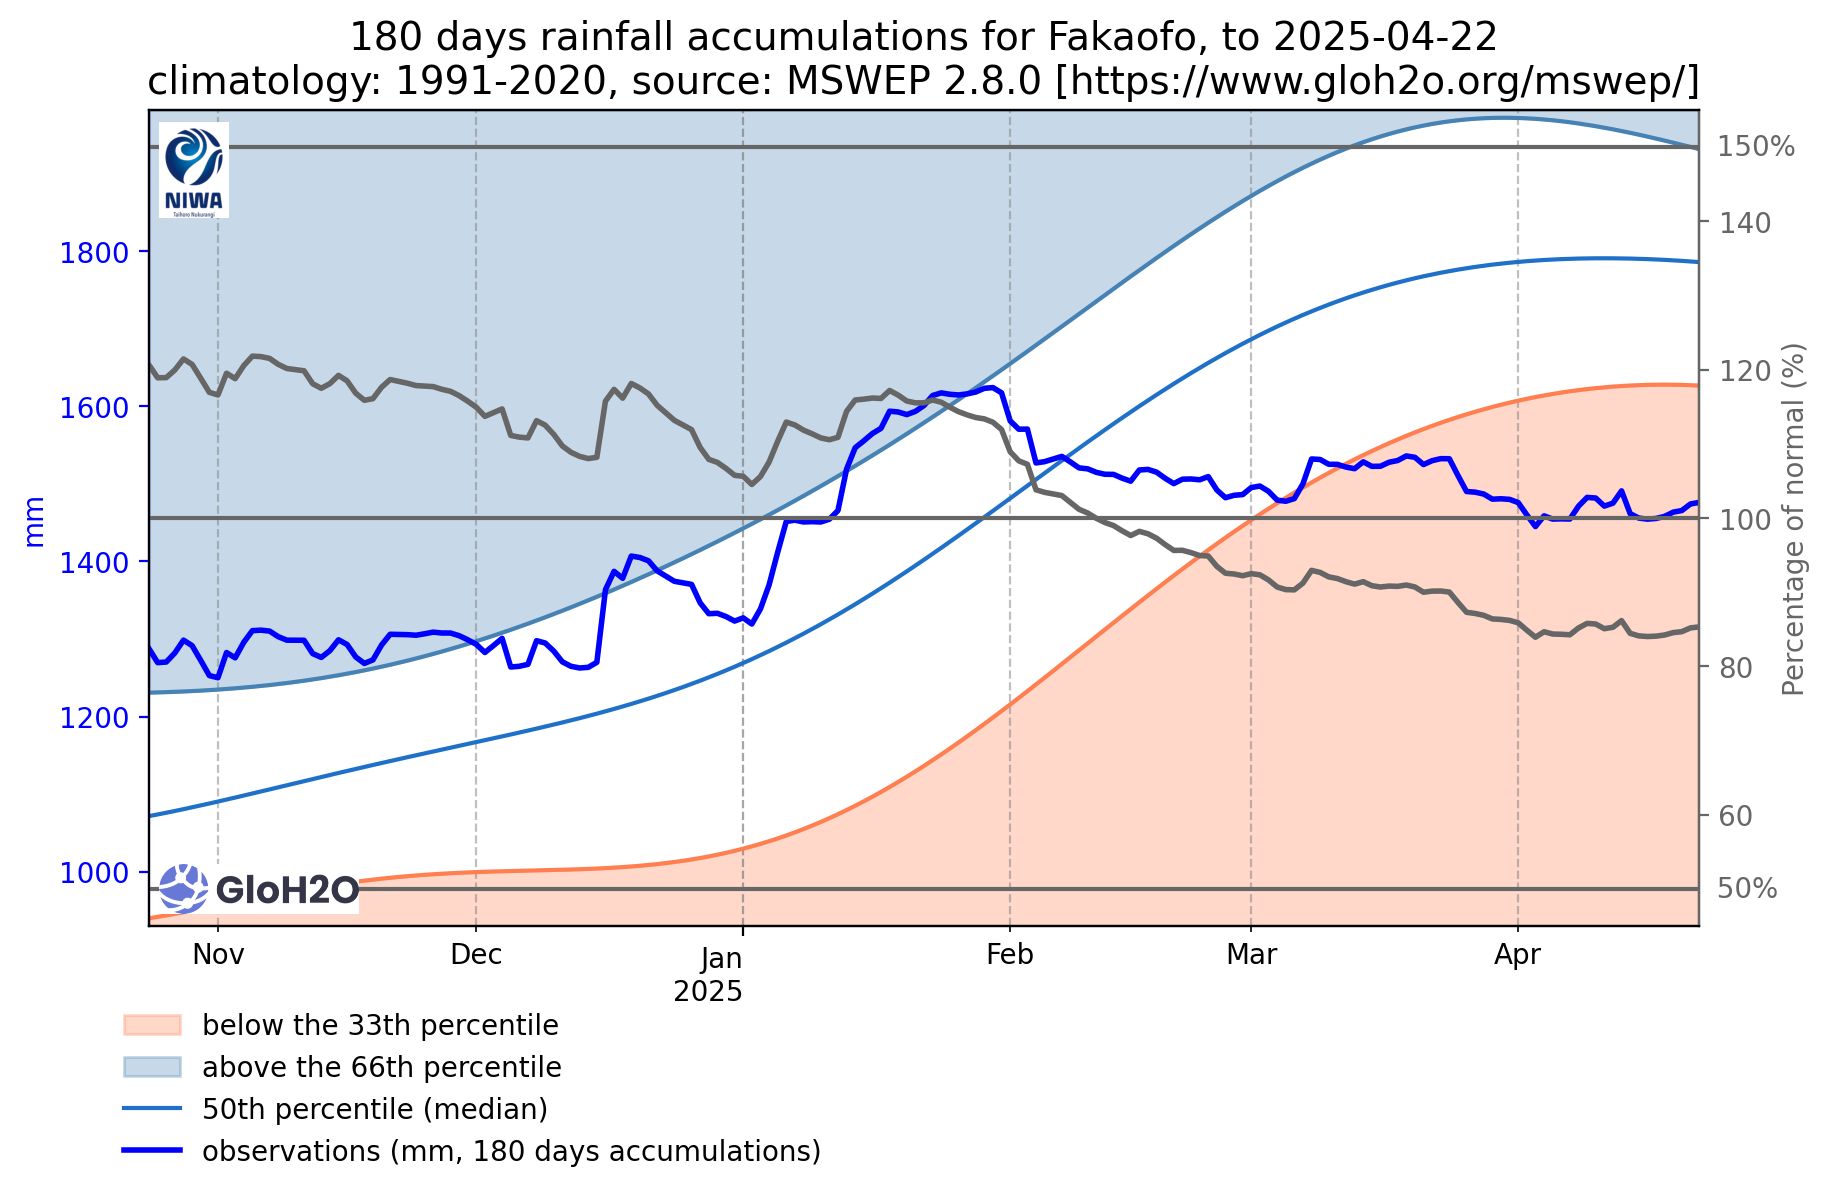 180 days rainfall accumulations for Fakaofo, to 2025-04-22
climatology: 1991-2020, source: MSWEP 2.8.0 [https://www.gloh2o.org/mswep/]
NIWA
Taihoro Nukurangi
150%
140
120
100
80
60
50%
Percentage of normal (%)
1800
1600
1400
1200
1000
mm
GloH2O
Nov
Dec
Jan
2025
Feb
Mar
Apr
below the 33th percentile
above the 66th percentile
50th percentile (median)
observations (mm, 180 days accumulations)